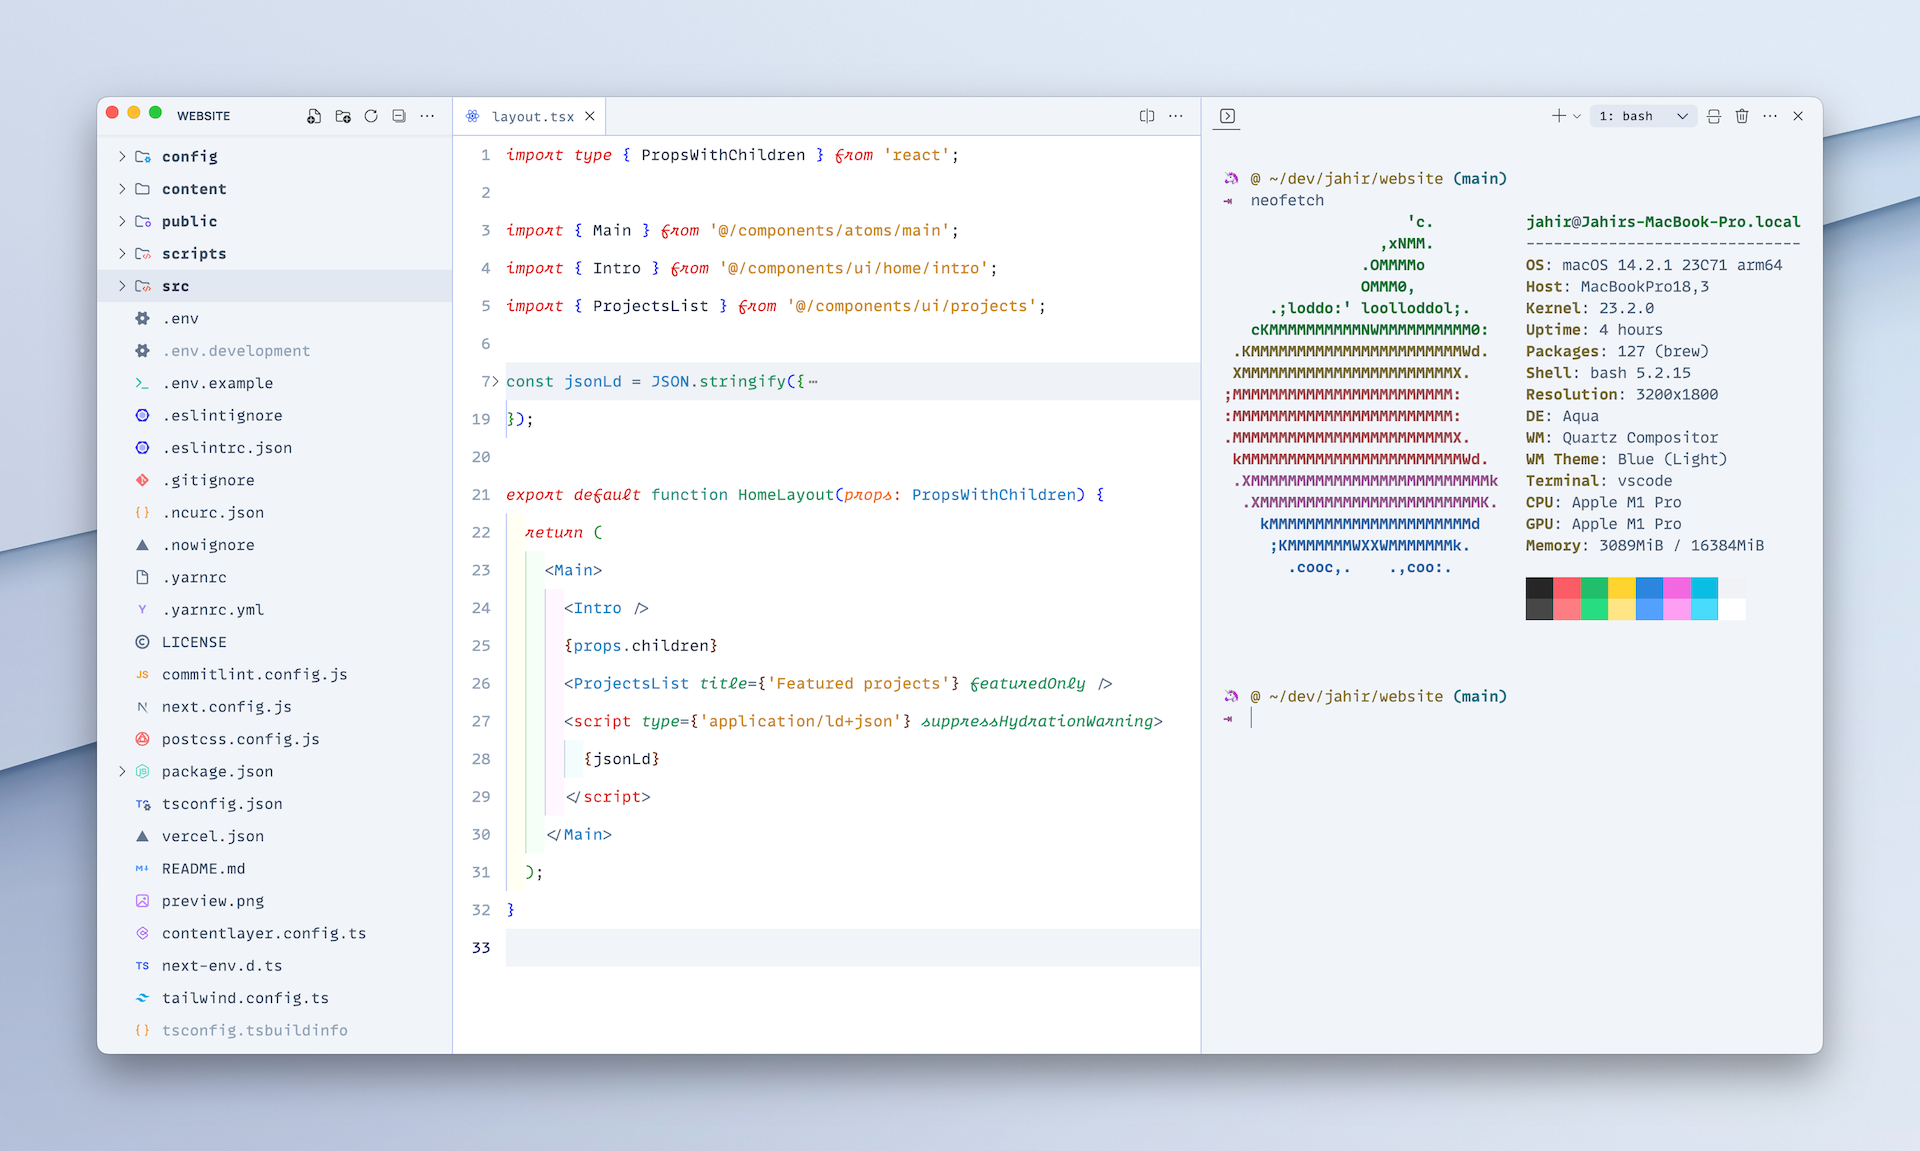 WEBSITE
config
content
public
scripts
src
.env
.env.development
.env.example
.eslintignore
.eslintrc.json
.gitignore
.ncurc.json
.nowignore
.yarnrc
.yarnrc.yml
LICENSE
commitlint.config.js
next.config.js
postcss.config.js
package.json
tsconfig.json
vercel.json
README.md
preview.png
contentlayer.config.ts
next-env.d.ts
tailwind.config.ts
tsconfig.tsbuildinfo
layout.tsx
1 import type { PropsWithChildren } from 'react';
2
3 import { Main } from '@/components/atoms/main';
4 import { Intro } from '@/components/ui/home/intro';
5 import { ProjectsList } from '@/components/ui/projects';
6
7 const jsonLd = JSON.stringify({ ⋯
19 });
20
21 export default function HomeLayout(props: PropsWithChildren) {
22 return (
23 <Main>
24 <Intro />
25 {props.children}
26 <ProjectsList title={'Featured projects'} featuredOnly />
27 <script type={'application/ld+json'} suppressHydrationWarning>
28 {jsonLd}
29 </script>
30 </Main>
31 );
32 }
33
1: bash
@ ~/dev/jahir/website (main)
neofetch
'c.
,xNMM.
.OMMMMo
OMMM0,
.;loddo:' loolloddol;.
cKMMMMMMMMMMNWMMMMMMMMMM0:
.KMMMMMMMMMMMMMMMMMMMMMMMWd.
XMMMMMMMMMMMMMMMMMMMMMMMX.
;MMMMMMMMMMMMMMMMMMMMMMMM:
:MMMMMMMMMMMMMMMMMMMMMMMM:
.MMMMMMMMMMMMMMMMMMMMMMMMX.
kMMMMMMMMMMMMMMMMMMMMMMMMWd.
.XMMMMMMMMMMMMMMMMMMMMMMMMMMk
.XMMMMMMMMMMMMMMMMMMMMMMMMK.
kMMMMMMMMMMMMMMMMMMMMMMd
;KMMMMMMMWXXWMMMMMMMk.
.cooc,. .,coo:.
jahir@Jahirs-MacBook-Pro.local
------------------------------
OS: macOS 14.2.1 23C71 arm64
Host: MacBookPro18,3
Kernel: 23.2.0
Uptime: 4 hours
Packages: 127 (brew)
Shell: bash 5.2.15
Resolution: 3200x1800
DE: Aqua
WM: Quartz Compositor
WM Theme: Blue (Light)
Terminal: vscode
CPU: Apple M1 Pro
GPU: Apple M1 Pro
Memory: 3089MiB / 16384MiB
@ ~/dev/jahir/website (main)